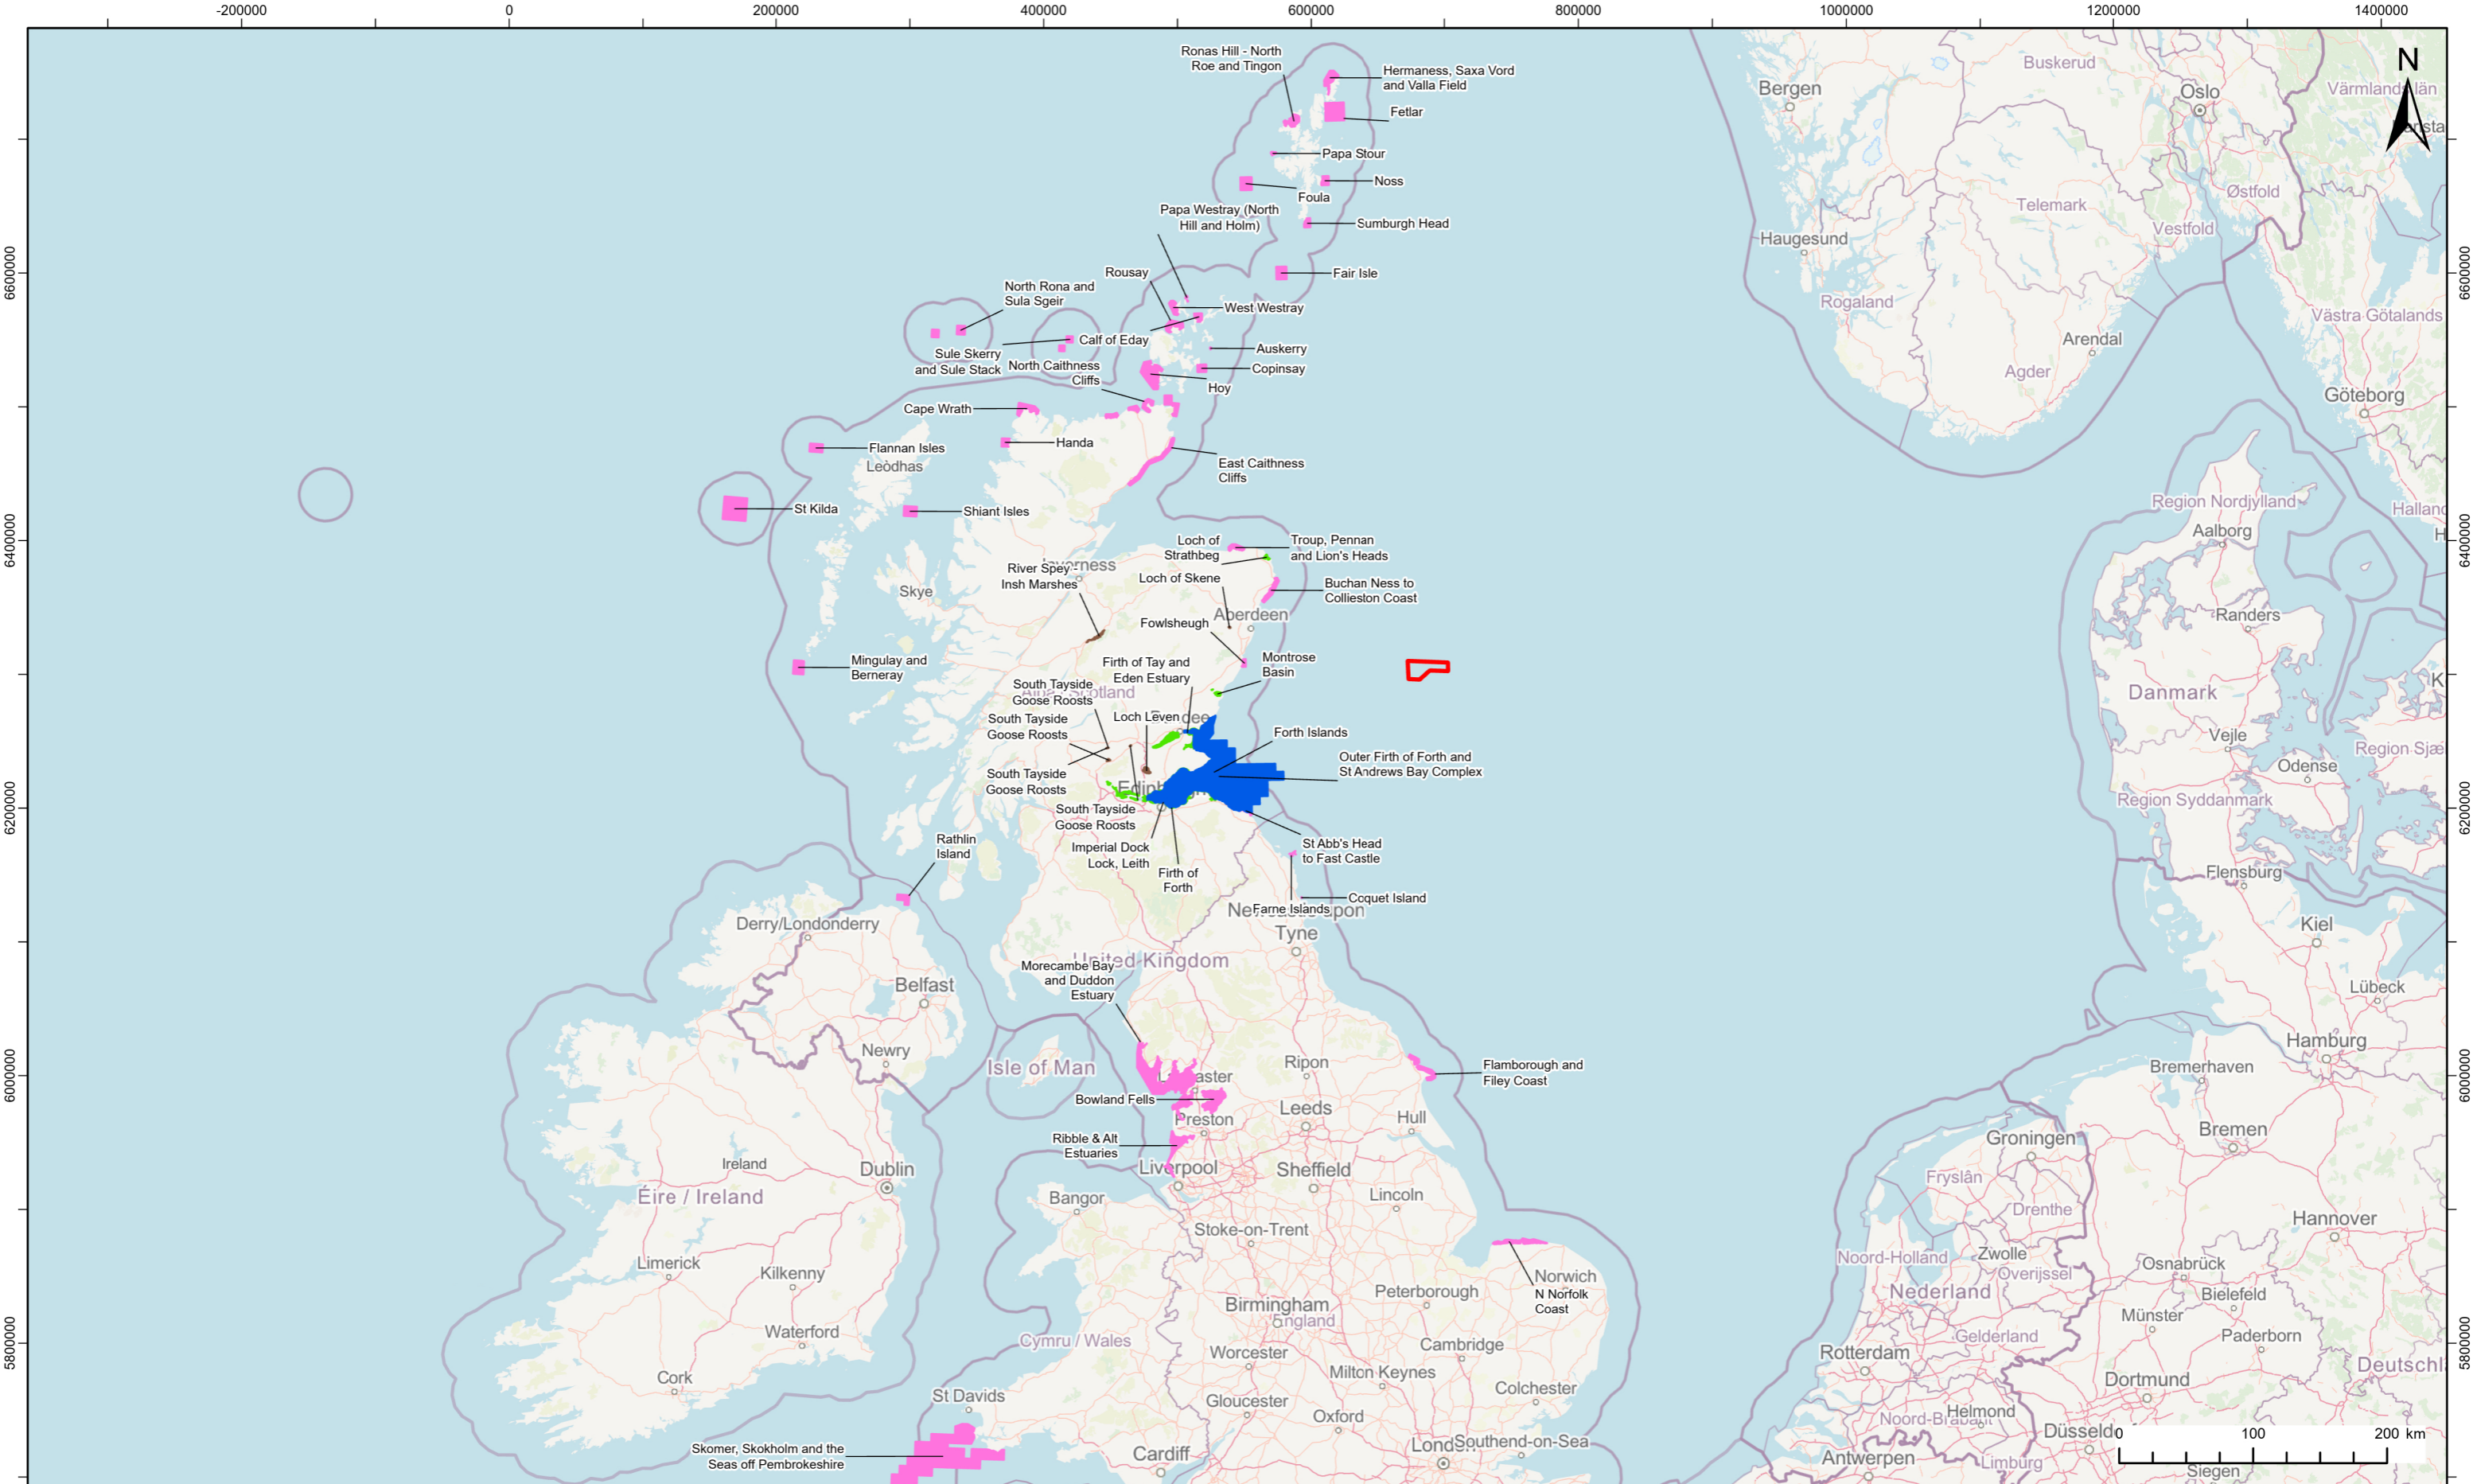 -200000
0
200000
400000
600000
800000
1000000
1200000
1400000
N
Ronas Hill - North
Roe and Tingon
Hermaness, Saxa Vord
and Valla Field
Fetlar
Papa Stour
Noss
Foula
Papa Westray (North
Hill and Holm)
Sumburgh Head
Rousay
Fair Isle
North Rona and
Sula Sgeir
West Westray
Calf of Eday
Sule Skerry
and Sule Stack
Auskerry
North Caithness
Cliffs
Copinsay
Hoy
Cape Wrath
Handa
Flannan Isles
Leòdhas
East Caithness
Cliffs
St Kilda
Shiant Isles
Loch of
Strathbeg
Troup, Pennan
and Lion's Heads
River Spey -
Insh Marshes
Loch of Skene
Buchan Ness to
Collieston Coast
Skye
Aberdeen
Fowlsheugh
Mingulay and
Berneray
Firth of Tay and
Eden Estuary
Montrose
Basin
South Tayside
Goose Roosts
South Tayside
Goose Roosts
Loch Leven
Forth Islands
Outer Firth of Forth and
St Andrews Bay Complex
South Tayside
Goose Roosts
South Tayside
Goose Roosts
Imperial Dock
Lock, Leith
Firth of
Forth
St Abb's Head
to Fast Castle
Rathlin
Island
Coquet Island
Farne Islands
Tyne
Derry/Londonderry
United Kingdom
Morecambe Bay
and Duddon
Estuary
Belfast
Newry
Isle of Man
Ripon
Flamborough and
Filey Coast
Bowland Fells
Preston
Leeds
Hull
Ribble & Alt
Estuaries
Liverpool
Sheffield
Ireland
Dublin
Éire / Ireland
Bangor
Lincoln
Stoke-on-Trent
Limerick
Kilkenny
Norwich
N Norfolk
Coast
Peterborough
Birmingham
England
Waterford
Cymru / Wales
Cambridge
Worcester
Milton Keynes
Cork
St Davids
Gloucester
Colchester
Oxford
Skomer, Skokholm and the
Seas off Pembrokeshire
Cardiff
London
Southend-on-Sea
Bergen
Buskerud
Oslo
Telemark
Østfold
Vestfold
Haugesund
Rogaland
Arendal
Agder
Västra Götalands
Göteborg
Region Nordjylland
Aalborg
Randers
Danmark
Vejle
Odense
Region Syddanmark
Flensburg
Kiel
Lübeck
Hamburg
Bremerhaven
Groningen
Bremen
Fryslân
Drenthe
Hannover
Noord-Holland
Zwolle
Overijssel
Osnabrück
Nederland
Bielefeld
Münster
Gelderland
Paderborn
Rotterdam
Dortmund
Noord-Brabant
Helmond
Antwerpen
Limburg
Siegen
0
100
200 km
6600000
6400000
6200000
6000000
5800000
6600000
6400000
6200000
6000000
5800000